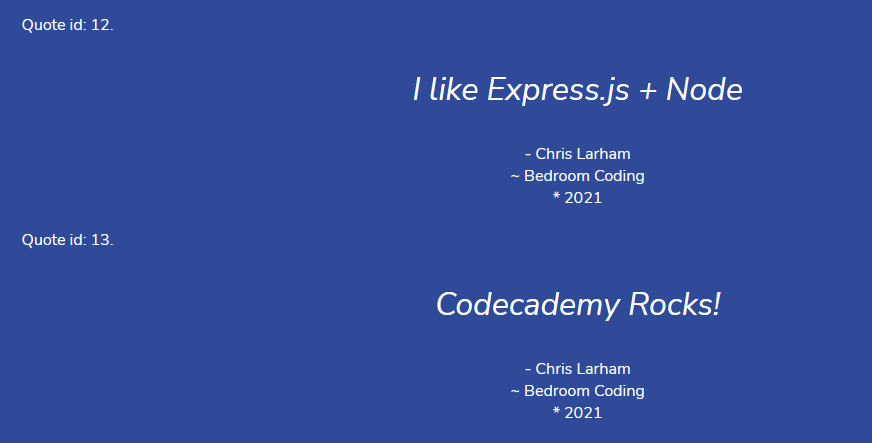 Quote id: 12.
I like Express.js + Node
- Chris Larham
~ Bedroom Coding
* 2021
Quote id: 13.
Codecademy Rocks!
- Chris Larham
~ Bedroom Coding
* 2021